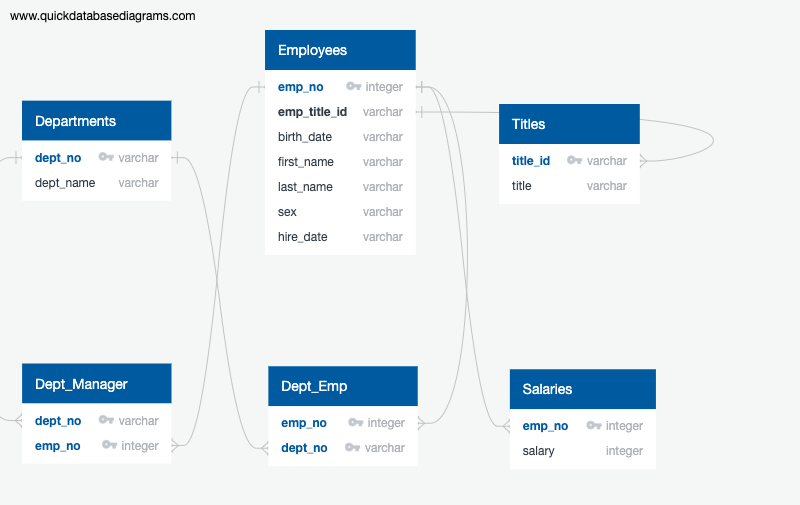 www.quickdatabasediagrams.com
Employees
emp_no integer
emp_title_id varchar
birth_date varchar
first_name varchar
last_name varchar
sex varchar
hire_date varchar
Departments
dept_no varchar
dept_name varchar
Titles
title_id varchar
title varchar
Dept_Manager
dept_no varchar
emp_no integer
Dept_Emp
emp_no integer
dept_no varchar
Salaries
emp_no integer
salary integer